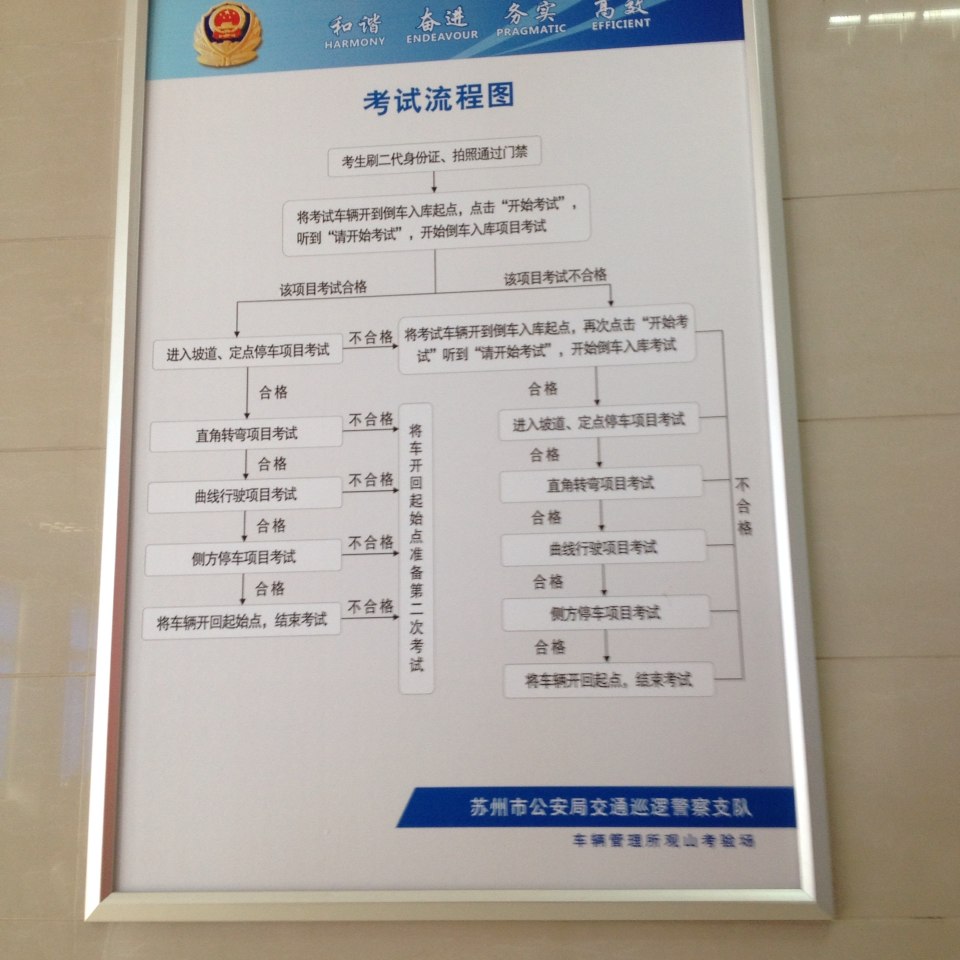 和谐 奋进 务实 高效
HARMONY ENDEAVOUR PRAGMATIC EFFICIENT
考试流程图
考生刷二代身份证、拍照通过门禁
将考试车辆开到倒车入库起点，点击“开始考试”，
听到“请开始考试”，开始倒车入库项目考试
该项目考试合格
该项目考试不合格
进入坡道、定点停车项目考试
不合格
将考试车辆开到倒车入库起点，再次点击“开始考
试”听到“请开始考试”，开始倒车入库考试
合格
直角转弯项目考试
不合格
合格
曲线行驶项目考试
不合格
合格
侧方停车项目考试
不合格
合格
将车辆开回起始点，结束考试
不合格
将车开回起始点准备第二次考试
合格
进入坡道、定点停车项目考试
合格
直角转弯项目考试
合格
曲线行驶项目考试
合格
侧方停车项目考试
合格
将车辆开回起点，结束考试
不合格
苏州市公安局交通巡逻警察支队
车辆管理所观山考验场